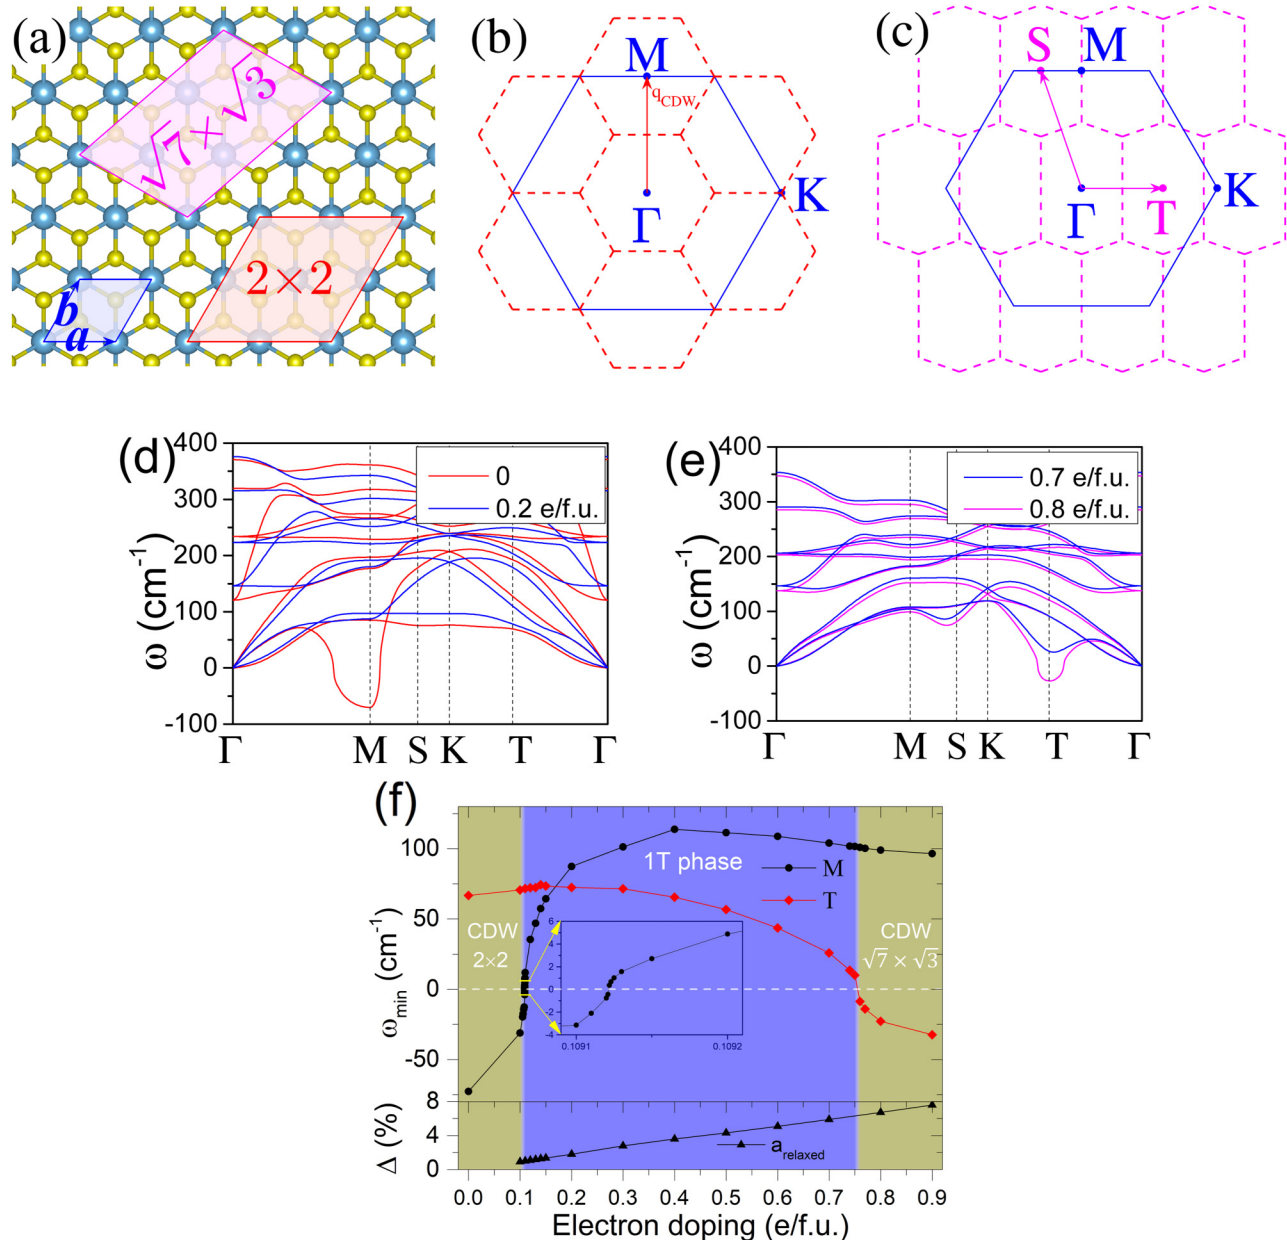 (a)
√7×√3
2×2
b
a
(b)
M
q_CDW
Γ
K
(c)
S
M
Γ
T
K
(d)
ω (cm⁻¹)
400
300
200
100
0
-100
0
0.2 e/f.u.
Γ M S K T Γ
(e)
ω (cm⁻¹)
400
300
200
100
0
-100
0.7 e/f.u.
0.8 e/f.u.
Γ M S K T Γ
(f)
ω_min (cm⁻¹)
100
50
0
-50
1T phase
M
T
CDW
2×2
CDW
√7 × √3
6
4
2
0
-2
-4
0.1091 0.1092
Δ (%)
8
4
0
a_relaxed
0.0 0.1 0.2 0.3 0.4 0.5 0.6 0.7 0.8 0.9
Electron doping (e/f.u.)